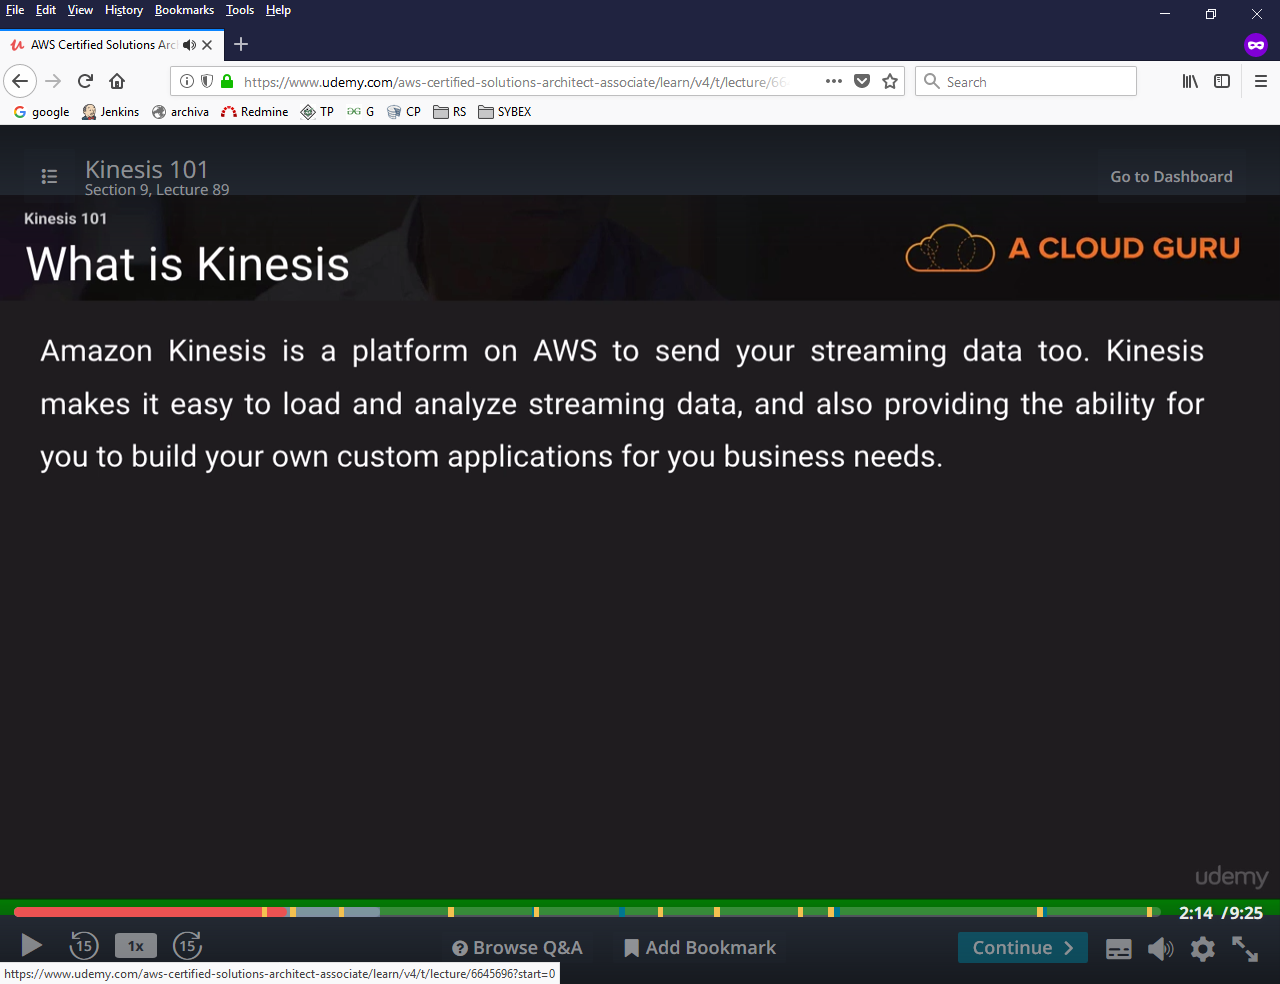 File Edit View History Bookmarks Tools Help
AWS Certified Solutions Arc
https://www.udemy.com/aws-certified-solutions-architect-associate/learn/v4/t/lecture/66
Search
google Jenkins archiva Redmine TP G CP RS SYBEX
Kinesis 101
Section 9, Lecture 89
Go to Dashboard
Kinesis 101
What is Kinesis
A CLOUD GURU
Amazon Kinesis is a platform on AWS to send your streaming data too. Kinesis
makes it easy to load and analyze streaming data, and also providing the ability for
you to build your own custom applications for you business needs.
udemy
2:14 /9:25
15 1x 15 Browse Q&A Add Bookmark Continue
https://www.udemy.com/aws-certified-solutions-architect-associate/learn/v4/t/lecture/6645696?start=0